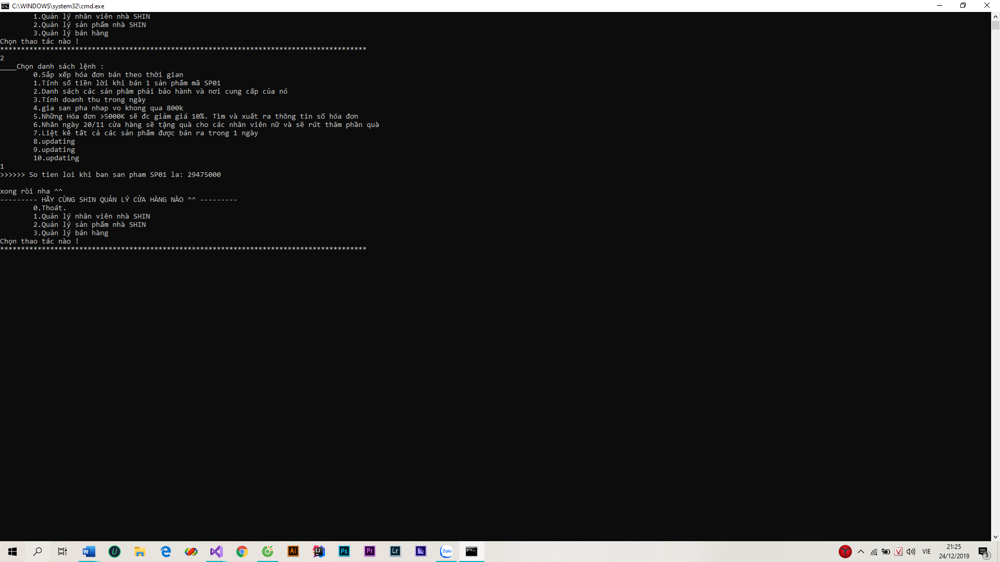 C:\WINDOWS\system32\cmd.exe
1.Quản lý nhân viên nhà SHIN
2.Quản lý sản phẩm nhà SHIN
3.Quản lý bán hàng
Chọn thao tác nào !
****************************************************************************************
2
____Chọn danh sách lệnh :
0.Sắp xếp hóa đơn bán theo thời gian
1.Tính số tiền lời khi bán 1 sản phẩm mã SP01
2.Danh sách các sản phâm phải bảo hành và nơi cung cấp của nó
3.Tính doanh thu trong ngày
4.gia san pha nhap vo khong qua 800k
5.Những Hóa đơn >5000K sẽ đc giảm giá 10%. Tìm và xuất ra thông tin số hóa đơn
6.Nhân ngày 20/11 cửa hàng sẽ tặng quà cho các nhân viên nữ và sẽ rút thăm phần quà
7.Liệt kê tất cả các sản phẩm được bán ra trong 1 ngày
8.updating
9.updating
10.updating
1
>>>>>> So tien loi khi ban san pham SP01 la: 29475000
xong ròi nha ^^
--------- HÃY CÙNG SHIN QUẢN LÝ CỬA HÀNG NÀO ^^ ---------
0.Thoát.
1.Quản lý nhân viên nhà SHIN
2.Quản lý sản phẩm nhà SHIN
3.Quản lý bán hàng
Chọn thao tác nào !
****************************************************************************************
W U Ai IJ Ps Pr Lr Zalo C:\ V VIE 21:25
24/12/2019 3